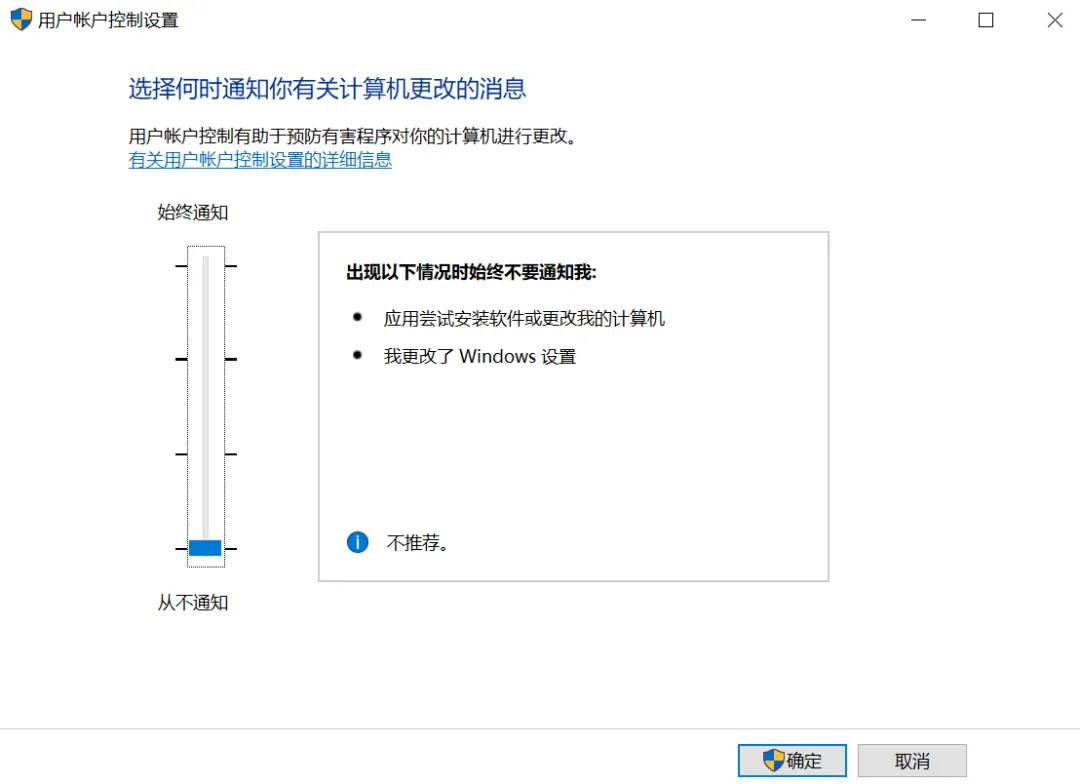 用户帐户控制设置
选择何时通知你有关计算机更改的消息
用户帐户控制有助于预防有害程序对你的计算机进行更改。
有关用户帐户控制设置的详细信息
始终通知
出现以下情况时始终不要通知我:
● 应用尝试安装软件或更改我的计算机
● 我更改了 Windows 设置
不推荐。
从不通知
确定
取消